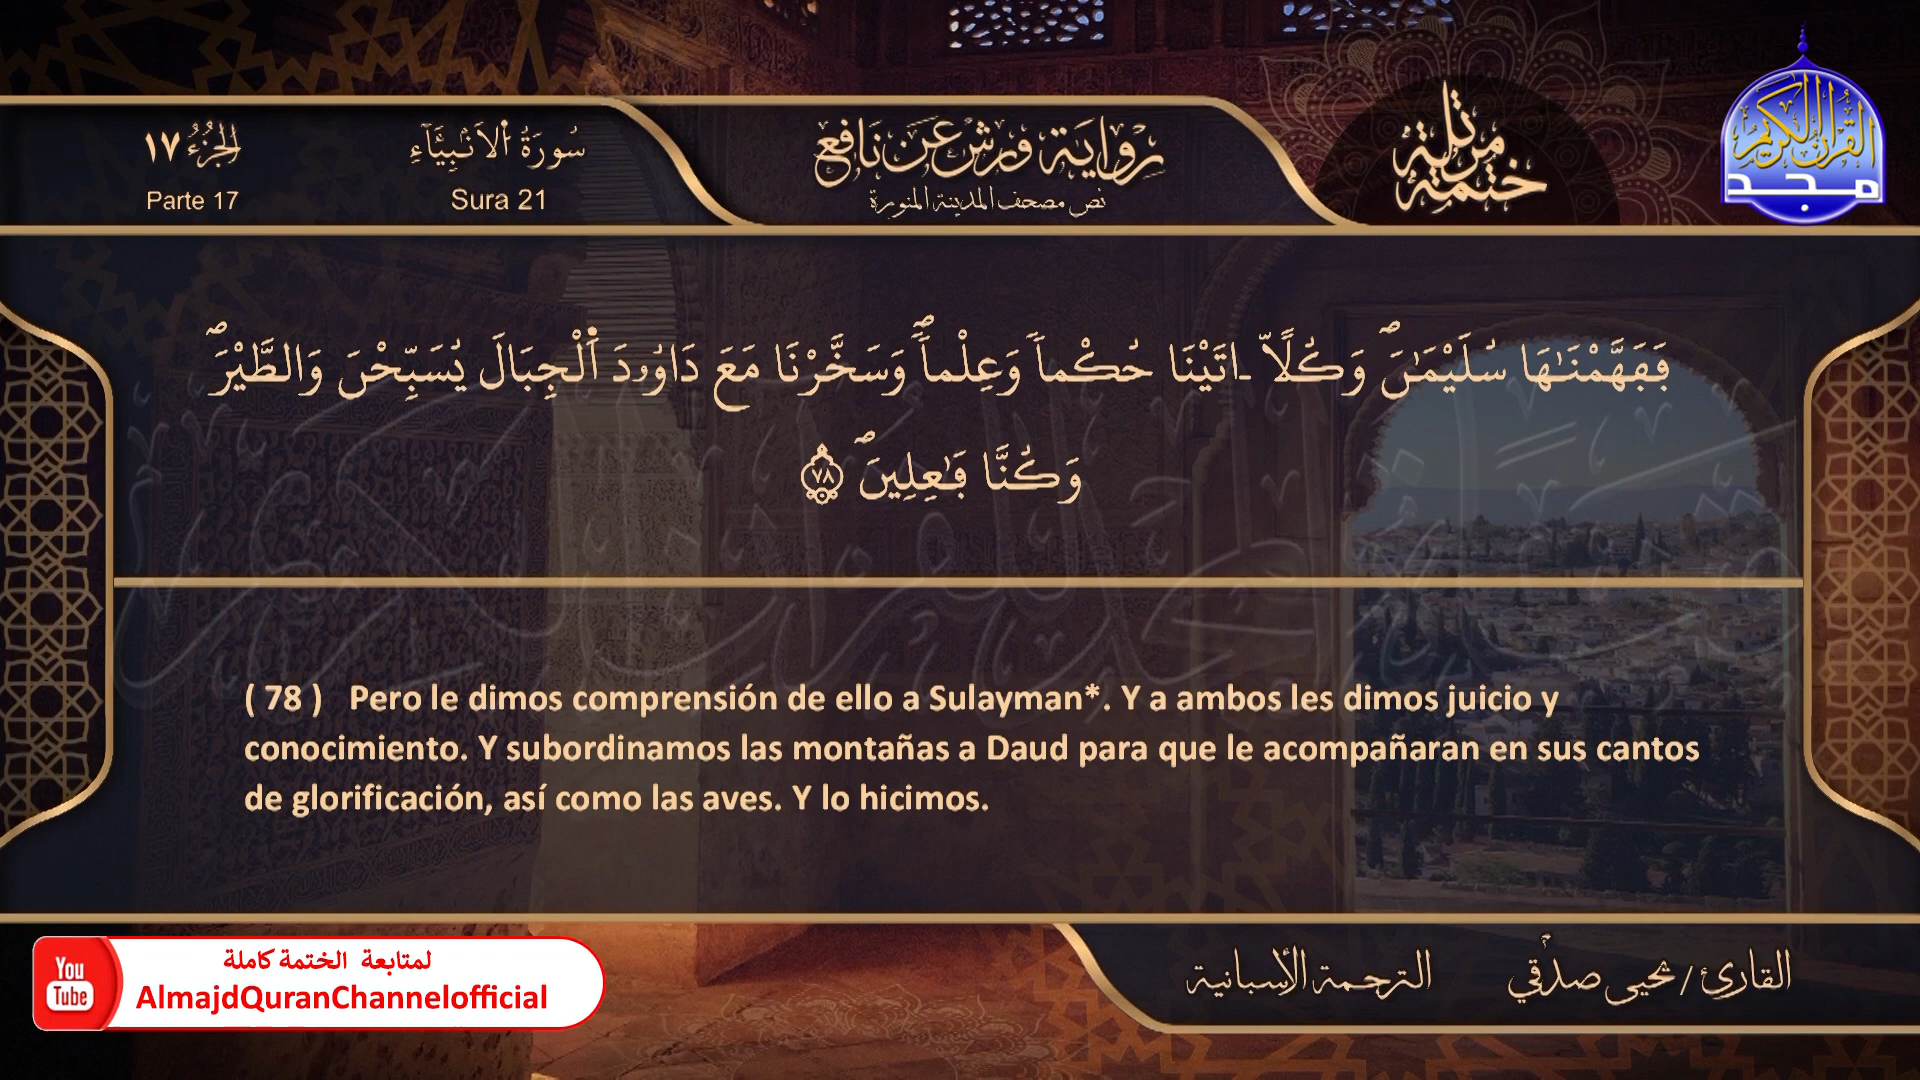 الجزء ١٧
Parte 17
سورة الأنبياء
Sura 21
رواية ورش عن نافع
نص مصحف المدينة المنورة
ختمة مرتلة
القرآن الكريم
مجد
فَفَهَّمْنَٰهَا سُلَيْمَٰنَۖ وَكُلًّا ـاتَيْنَا حُكْماٗ وَعِلْماٗۖ وَسَخَّرْنَا مَعَ دَاوُۥدَ اَ۬لْجِبَالَ يُسَبِّحْنَ وَالطَّيْرَۖ
وَكُنَّا فَٰعِلِينَۖ ٧٨
( 78 ) Pero le dimos comprensión de ello a Sulayman*. Y a ambos les dimos juicio y
conocimiento. Y subordinamos las montañas a Daud para que le acompañaran en sus cantos
de glorificación, así como las aves. Y lo hicimos.
You
Tube
لمتابعة الختمة كاملة
AlmajdQuranChannelofficial
الترجمة الأسبانية
القارئ / يحيى صدقي